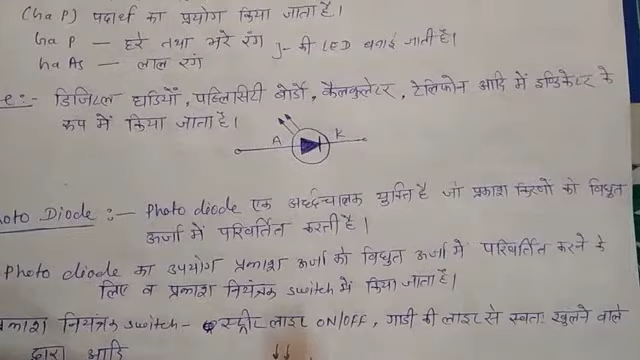 (Ga P) पदार्थ का प्रयोग किया जाता है।
Ga P — हरे तथा भरे रंग
Ga As — लाल रंग } की LED बनाई जाती है।
e:- डिजिटल घड़ियाँ, पब्लिसिटी बोर्डो, कैलकुलेटर, टेलिफोन आदि में इण्डिकेटर के
रूप में किया जाता है।
A K
oto Diode :— Photo diode एक अर्धचालक युक्ति है जो प्रकाश किरणों को विधुत
ऊर्जा में परिवर्तित करती है।
Photo diode का उपयोग प्रकाश ऊर्जा को विधुत ऊर्जा में परिवर्तित करने के
लिए व प्रकाश नियंत्रक switch में किया जाता है।
काश नियंत्रक switch - स्ट्रीट लाइट ON/OFF, गाडी की लाइट से स्वतः खुलने वाले
द्वारा आदि